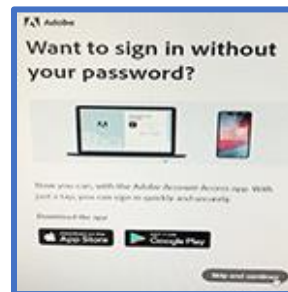 Adobe
Want to sign in without
your password?
Now you can, with the Adobe Account Access app. With
just a tap, you can sign in quickly and securely.
Download the app
App Store
Google Play
Skip and continue